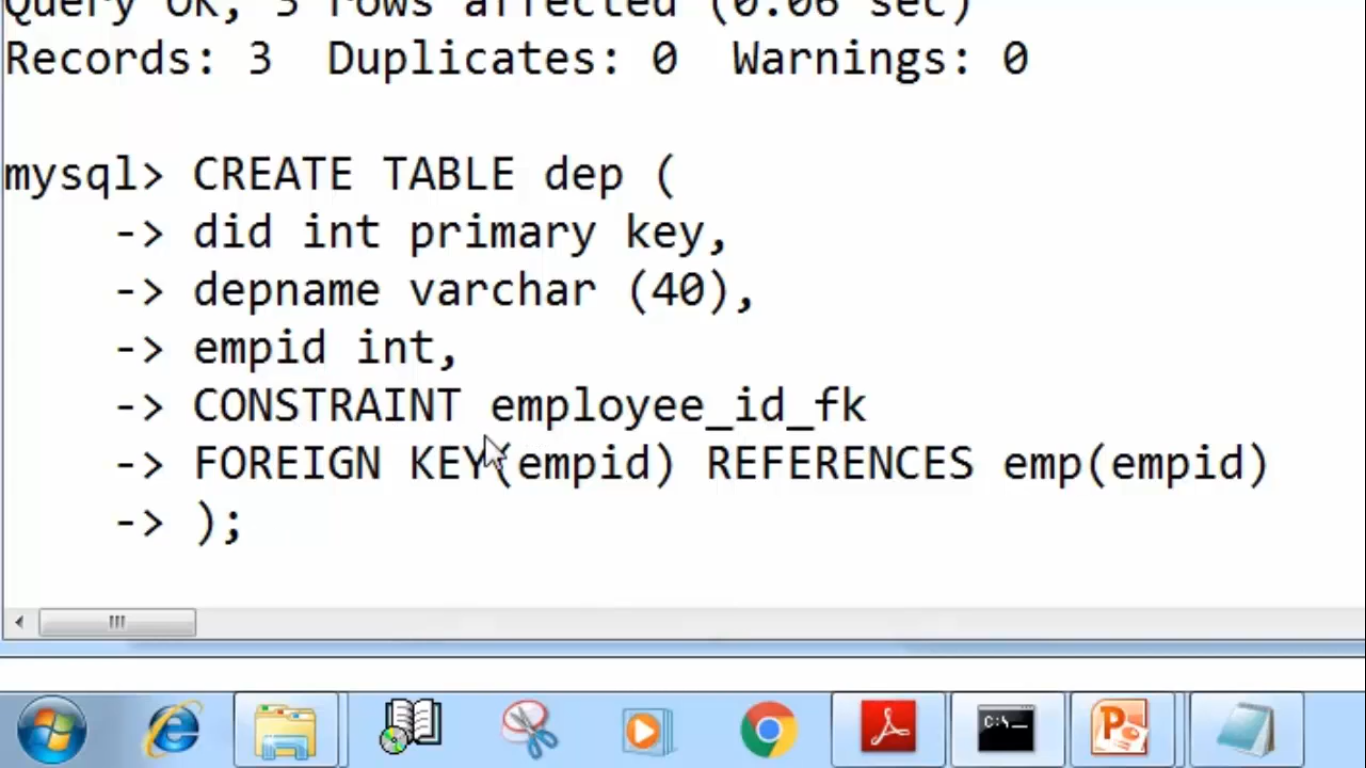 Query OK, 3 rows affected (0.06 sec)
Records: 3  Duplicates: 0  Warnings: 0
mysql> CREATE TABLE dep (
-> did int primary key,
-> depname varchar (40),
-> empid int,
-> CONSTRAINT employee_id_fk
-> FOREIGN KEY(empid) REFERENCES emp(empid)
-> );
C:\_
P